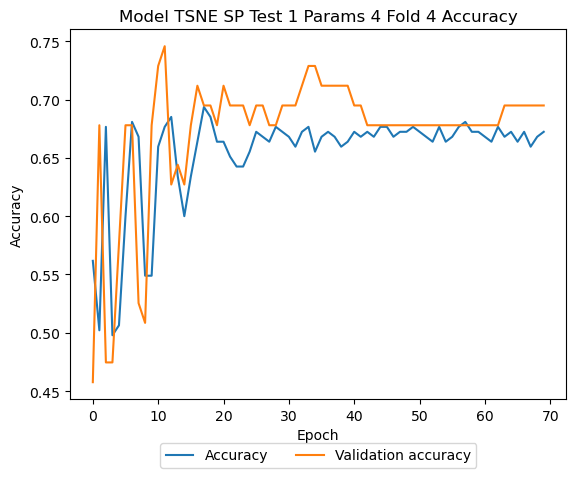 Model TSNE SP Test 1 Params 4 Fold 4 Accuracy
0.75
0.70
0.65
0.60
0.55
0.50
0.45
Accuracy
0 10 20 30 40 50 60 70
Epoch
Accuracy Validation accuracy